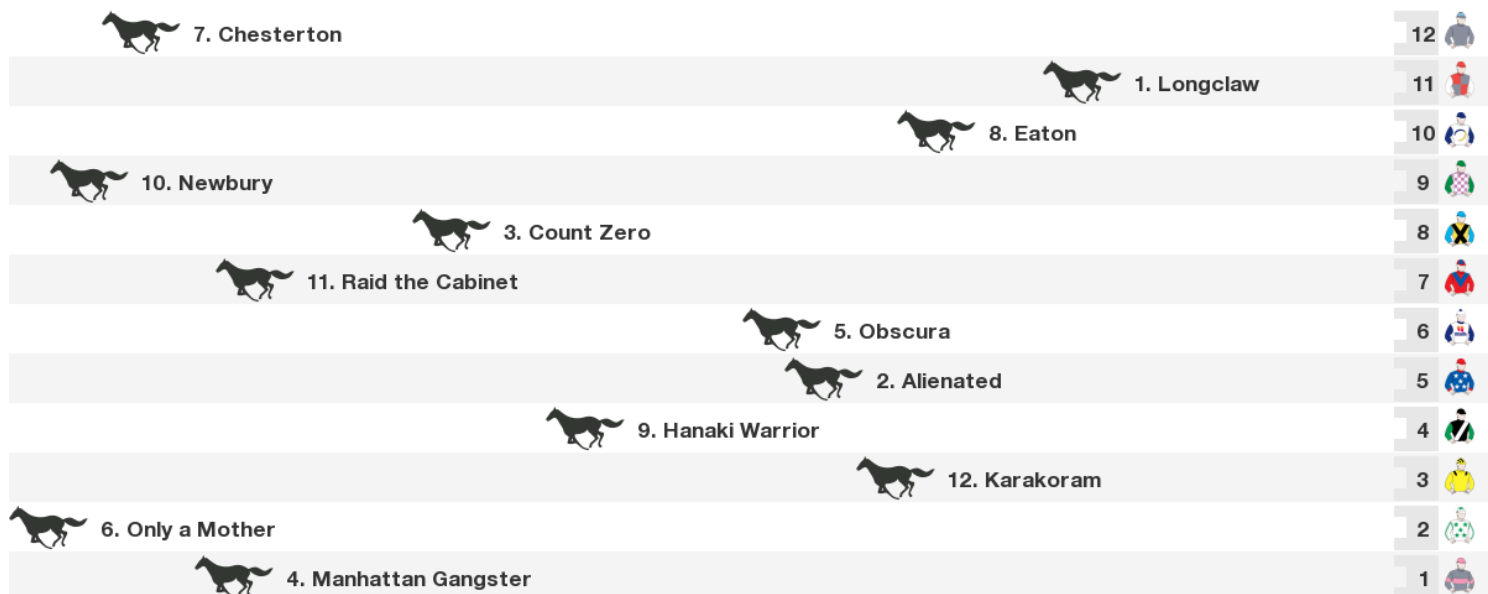 7. Chesterton 12
1. Longclaw 11
8. Eaton 10
10. Newbury 9
3. Count Zero 8
11. Raid the Cabinet 7
5. Obscura 6
2. Alienated 5
9. Hanaki Warrior 4
12. Karakoram 3
6. Only a Mother 2
4. Manhattan Gangster 1